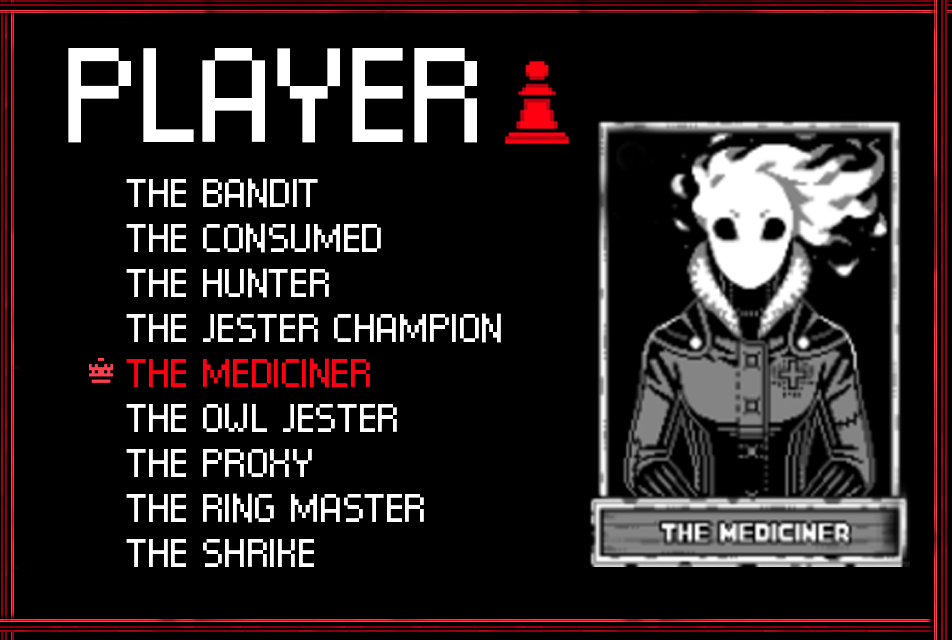 PLAYER
THE BANDIT
THE CONSUMED
THE HUNTER
THE JESTER CHAMPION
THE MEDICINER
THE OWL JESTER
THE PROXY
THE RING MASTER
THE SHRIKE
THE MEDICINER